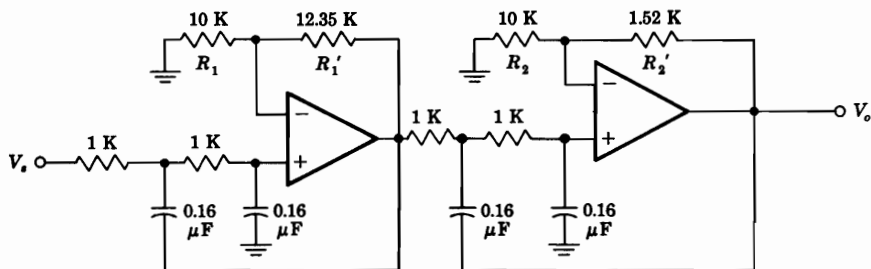 10 K 12.35 K 10 K 1.52 K
R₁ R₁′ R₂ R₂′
− −
1 K 1 K 1 K 1 K Vₒ
Vₛ + +
0.16 μF 0.16 μF 0.16 μF 0.16 μF